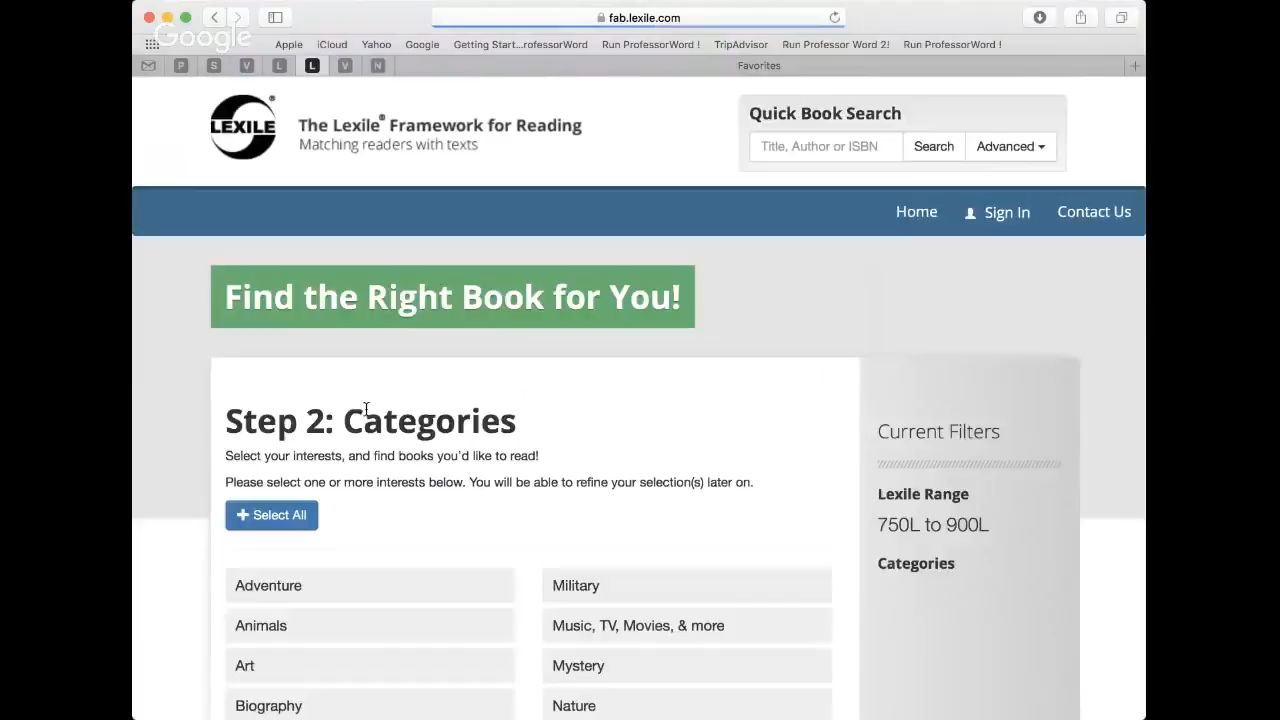 fab.lexile.com
Google
Apple iCloud Yahoo Google Getting Start...rofessorWord Run ProfessorWord ! TripAdvisor Run Professor Word 2! Run ProfessorWord !
P S V L L V N Favorites
LEXILE®
The Lexile® Framework for Reading
Matching readers with texts
Quick Book Search
Title, Author or ISBN Search Advanced
Home Sign In Contact Us
Find the Right Book for You!
Step 2: Categories
Select your interests, and find books you'd like to read!
Please select one or more interests below. You will be able to refine your selection(s) later on.
+ Select All
Adventure Military
Animals Music, TV, Movies, & more
Art Mystery
Biography Nature
Current Filters
Lexile Range
750L to 900L
Categories